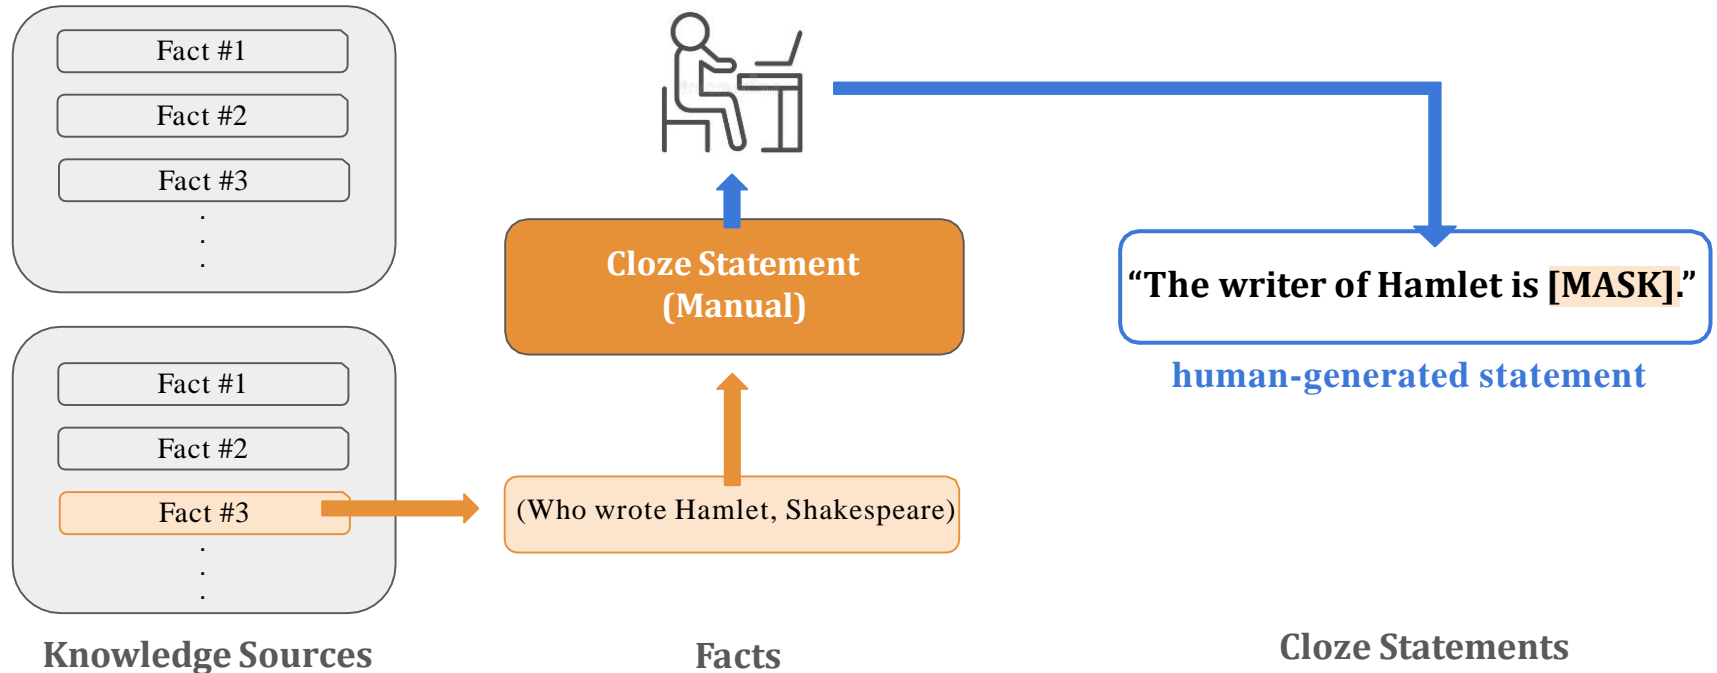 Fact #1
Fact #2
Fact #3
.
.
.
Fact #1
Fact #2
Fact #3
.
.
.
Knowledge Sources
Cloze Statement
(Manual)
(Who wrote Hamlet, Shakespeare)
Facts
“The writer of Hamlet is [MASK].”
human-generated statement
Cloze Statements